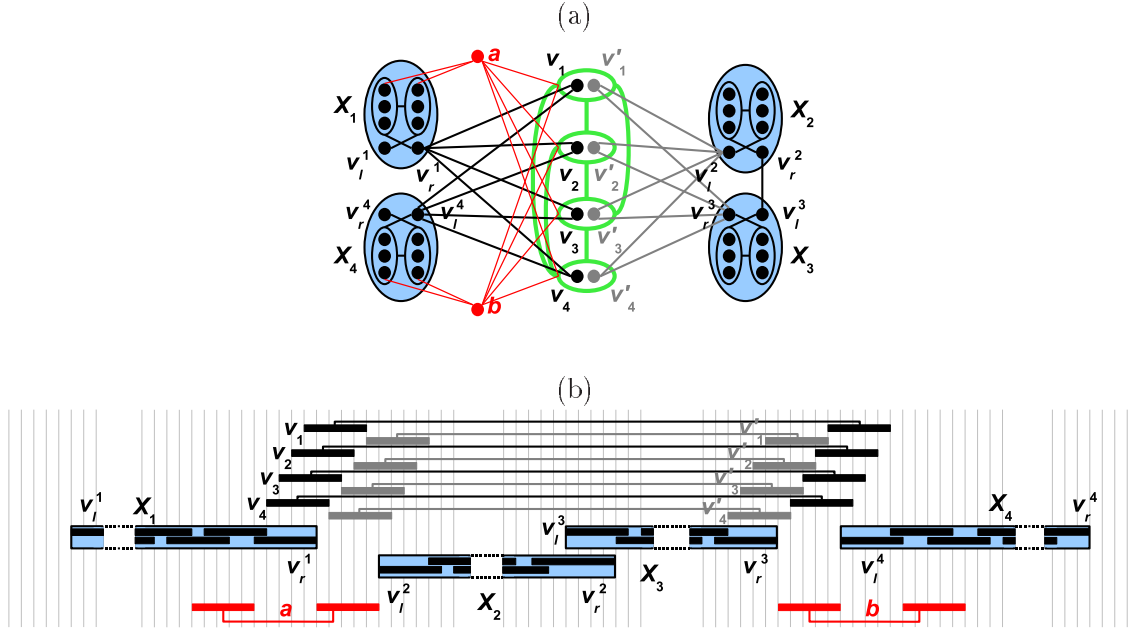 (a)
a
v1 v'1
X1 X2
v2 v'2
vl1 vr1 vl2 vr2
vr4 vl4 vr3 vl3
v3 v'3
X4 X3
b
v4 v'4
(b)
v1 v'1
v2 v'2
v3 v'3
vl1 X1 v4 v'4 vl3 X4 vr4
vr1 vl2 X2 vr2 X3 vr3 vl4
a b